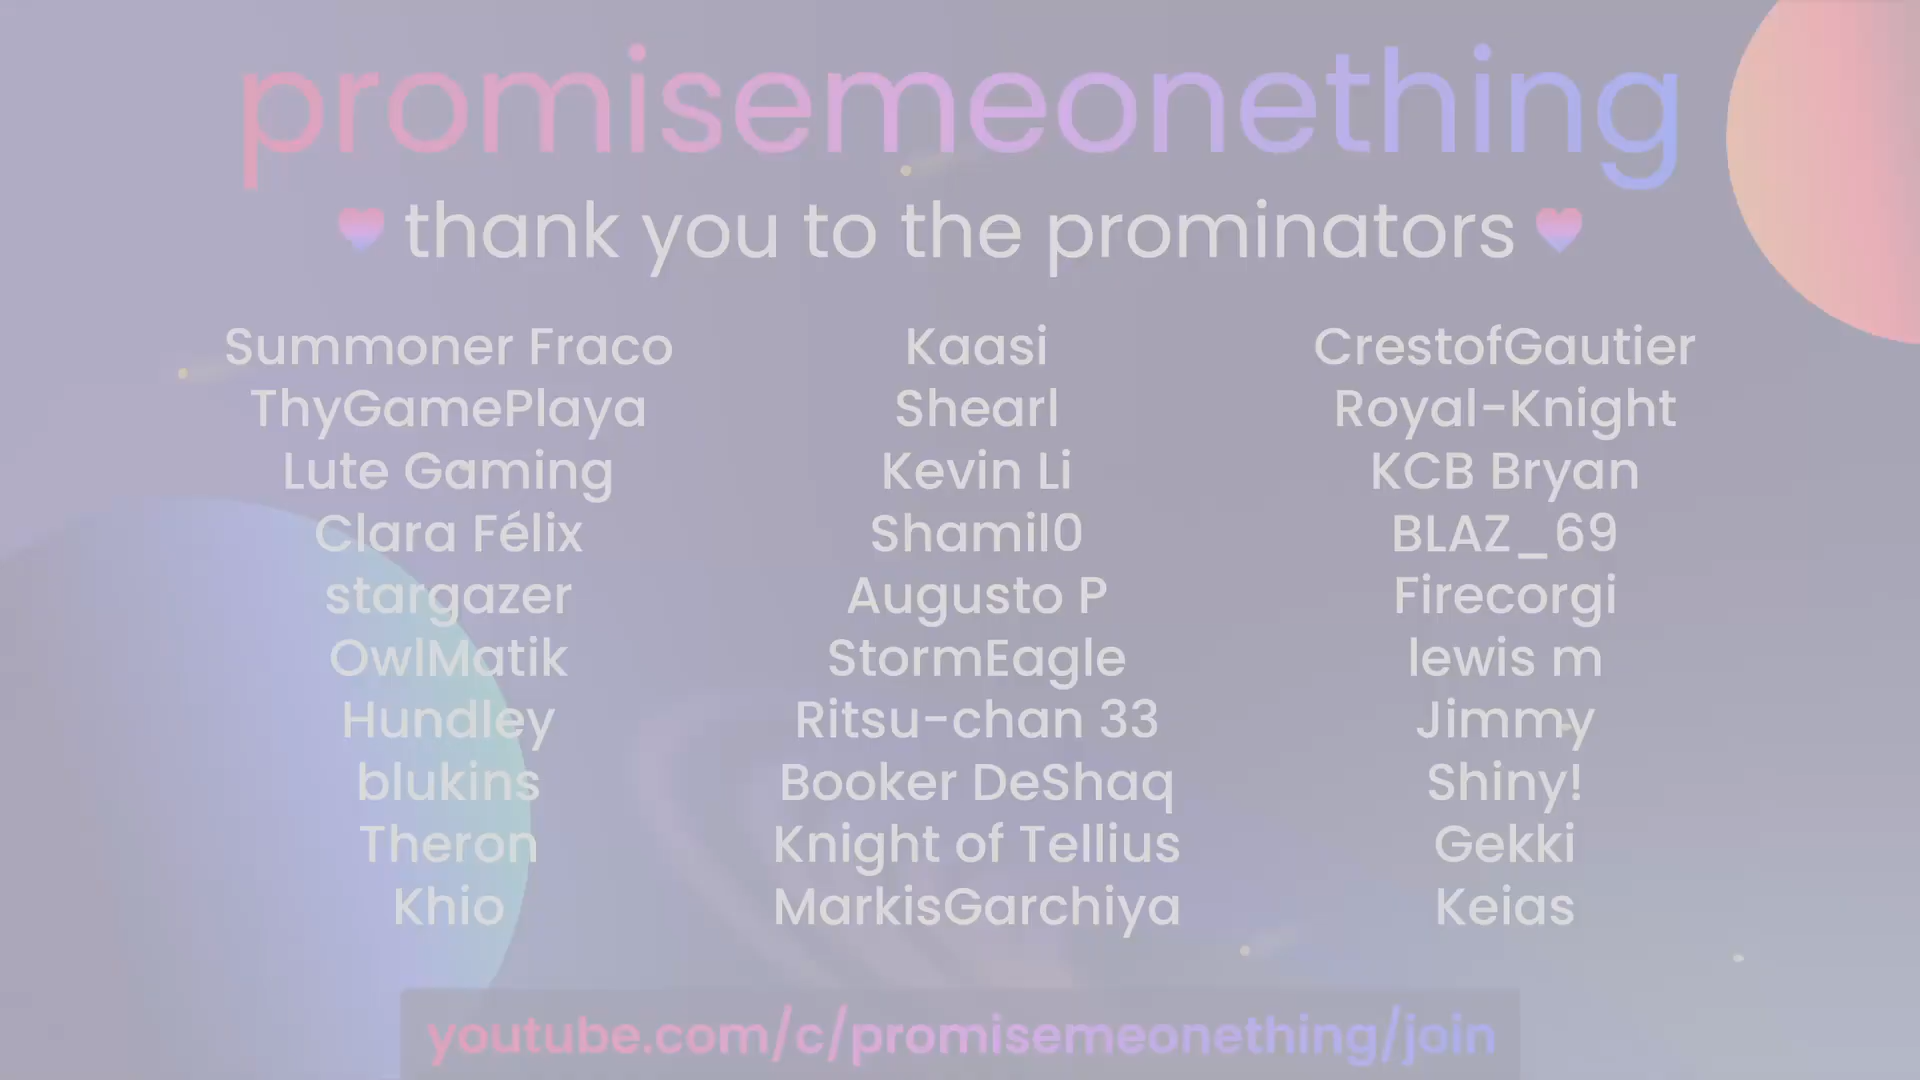 promisemeonething
thank you to the prominators
Summoner Fraco
ThyGamePlaya
Lute Gaming
Clara Félix
stargazer
OwlMatik
Hundley
blukins
Theron
Khio
Kaasi
Shearl
Kevin Li
Shamil0
Augusto P
StormEagle
Ritsu-chan 33
Booker DeShaq
Knight of Tellius
MarkisGarchiya
CrestofGautier
Royal-Knight
KCB Bryan
BLAZ_69
Firecorgi
lewis m
Jimmy
Shiny!
Gekki
Keias
youtube.com/c/promisemeonething/join